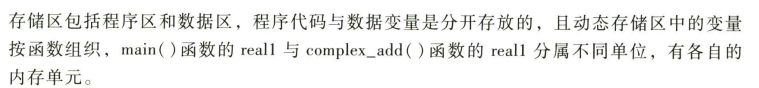 存储区包括程序区和数据区，程序代码与数据变量是分开存放的，且动态存储区中的变量
按函数组织，main( )函数的 real1 与 complex_add( )函数的 real1 分属不同单位，有各自的
内存单元。